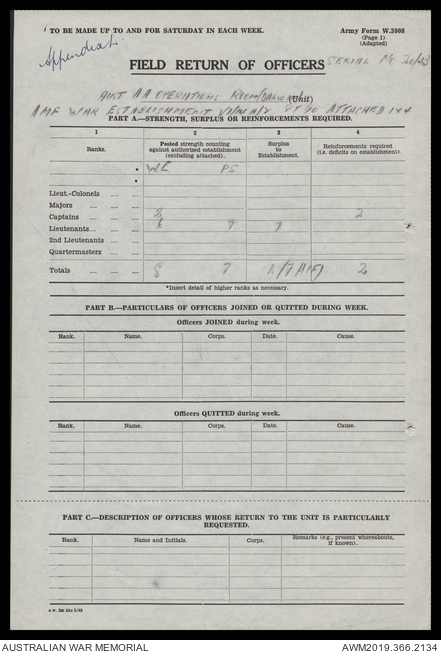 TO BE MADE UP TO AND FOR SATURDAY IN EACH WEEK.
Army Form W.3008
(Page 1)
(Adapted)
Appendix
FIELD RETURN OF OFFICERS SERIAL NO 20/43
AUST AA OPERATIONS ROOM/DARWIN (Unit)
AMF WAR ESTABLISHMENT ATTACHED
PART A.—STRENGTH, SURPLUS OR REINFORCEMENTS REQUIRED.
1 2 3 4
Ranks.
Posted strength counting against authorized establishment (excluding attached).
Surplus to Establishment.
Reinforcements required (i.e. deficits on establishment).
* WE PS
*
Lieut.-Colonels
Majors
Captains 2 2
Lieutenants 6 7 7
2nd Lieutenants
Quartermasters
Totals 8 7 2
*Insert detail of higher ranks as necessary.
PART B.—PARTICULARS OF OFFICERS JOINED OR QUITTED DURING WEEK.
Officers JOINED during week.
Rank. Name. Corps. Date. Cause.
Officers QUITTED during week.
Rank. Name. Corps. Date. Cause.
PART C.—DESCRIPTION OF OFFICERS WHOSE RETURN TO THE UNIT IS PARTICULARLY
REQUESTED.
Rank. Name and Initials. Corps. Remarks (e.g., present whereabouts, if known).
AUSTRALIAN WAR MEMORIAL
AWM2019.366.2134